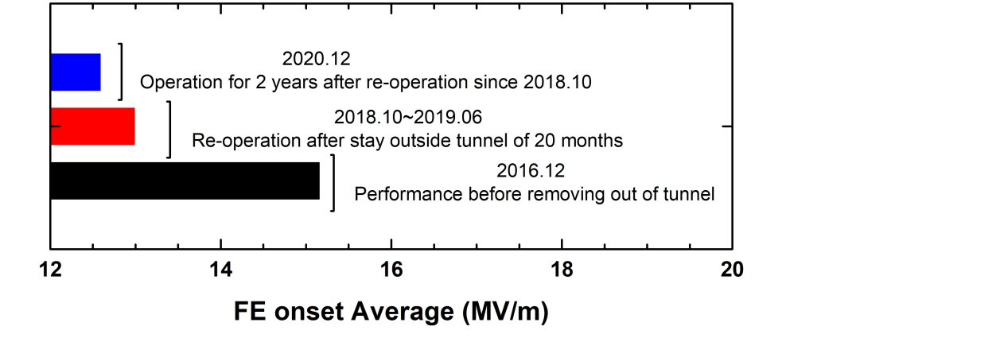 2020.12
Operation for 2 years after re-operation since 2018.10
2018.10~2019.06
Re-operation after stay outside tunnel of 20 months
2016.12
Performance before removing out of tunnel
12 14 16 18 20
FE onset Average (MV/m)